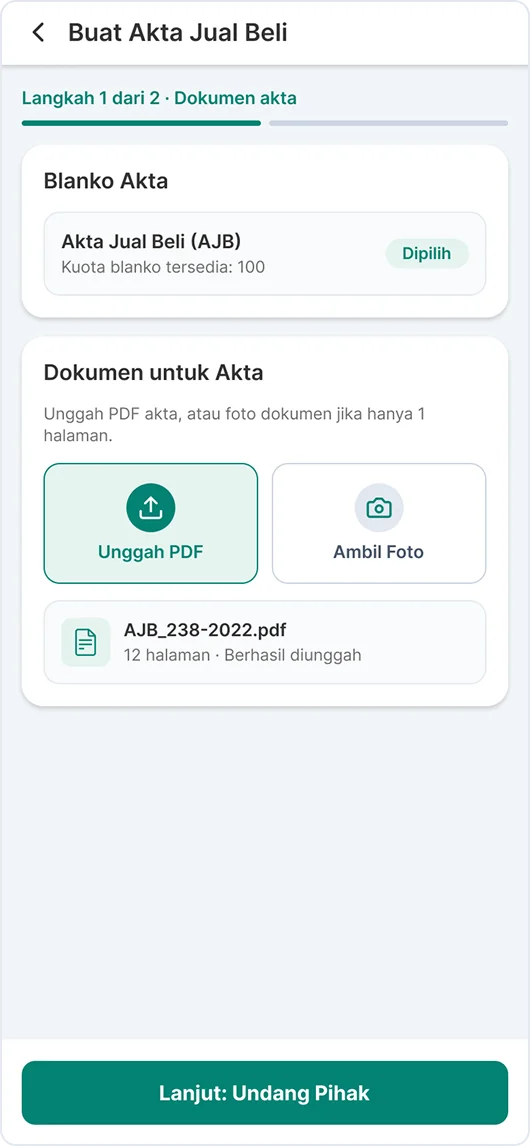 Buat Akta Jual Beli
Langkah 1 dari 2 · Dokumen akta
Blanko Akta
Akta Jual Beli (AJB)
Kuota blanko tersedia: 100
Dipilih
Dokumen untuk Akta
Unggah PDF akta, atau foto dokumen jika hanya 1
halaman.
Unggah PDF
Ambil Foto
AJB_238-2022.pdf
12 halaman · Berhasil diunggah
Lanjut: Undang Pihak